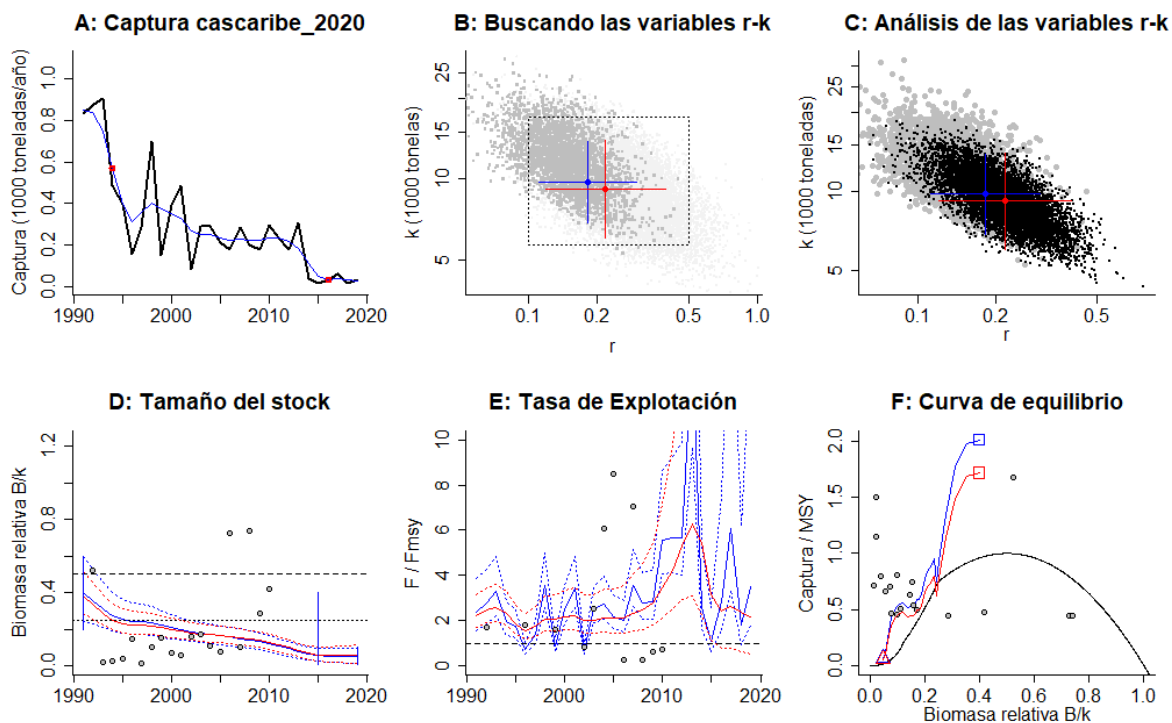 A: Captura cascaribe_2020
Captura (1000 toneladas/año)
0.0 0.2 0.4 0.6 0.8 1.0
1990 2000 2010 2020
B: Buscando las variables r-k
k (1000 tonelas)
5 10 15 25
0.1 0.2 0.5 1.0
r
C: Análisis de las variables r-k
k (1000 toneladas)
5 10 15 25
0.1 0.2 0.5
r
D: Tamaño del stock
Biomasa relativa B/k
0.0 0.4 0.8 1.2
1990 2000 2010 2020
E: Tasa de Explotación
F / Fmsy
0 2 4 6 8 10
1990 2000 2010 2020
F: Curva de equilibrio
Captura / MSY
0.0 0.5 1.0 1.5 2.0
0.0 0.2 0.4 0.6 0.8 1.0
Biomasa relativa B/k